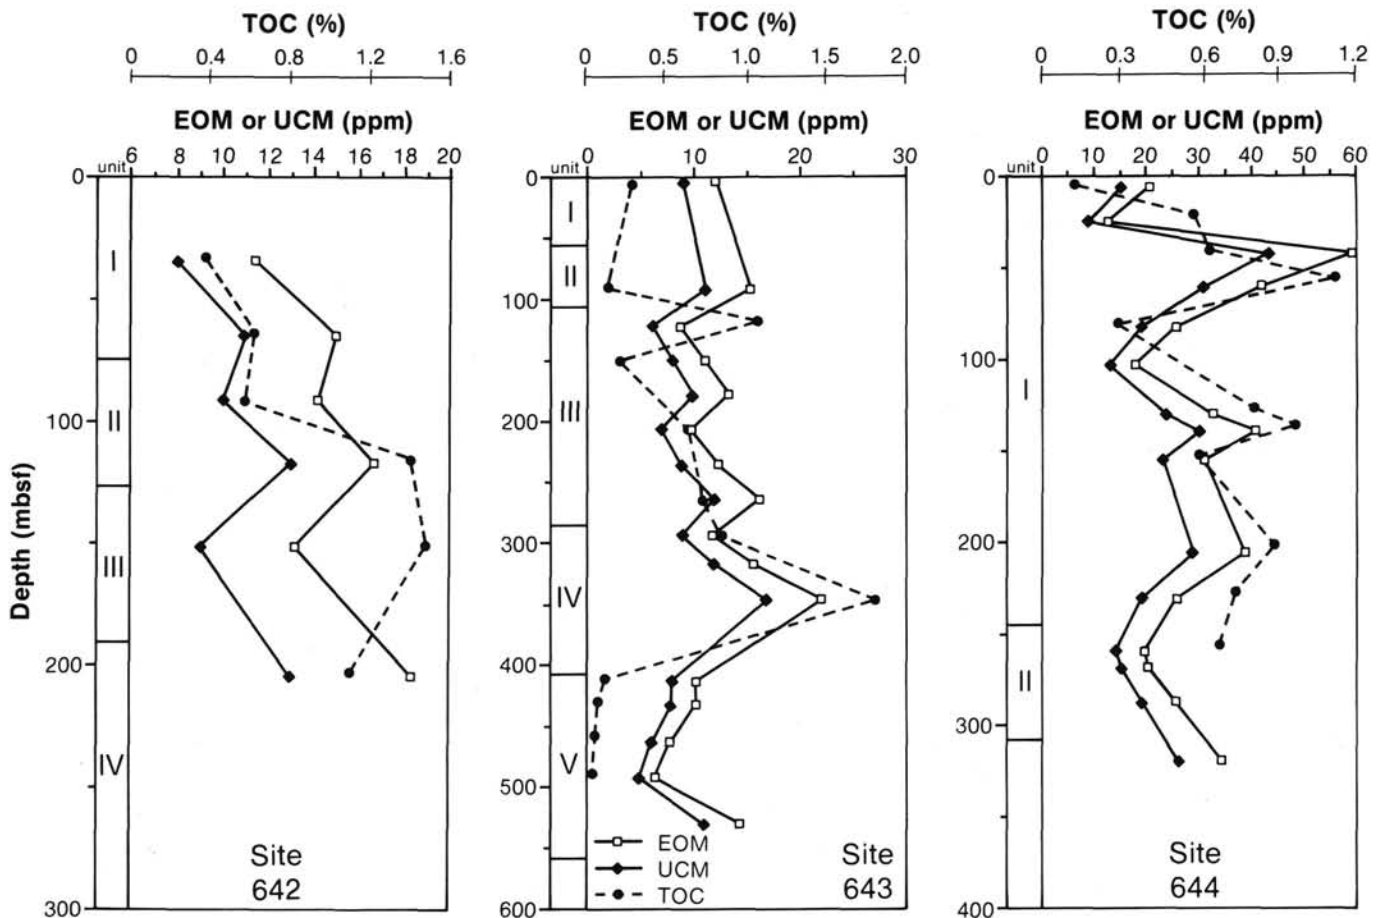 TOC (%)
0 0.4 0.8 1.2 1.6
EOM or UCM (ppm)
unit 6 8 10 12 14 16 18 20
Depth (mbsf)
0
100
200
300
I
II
III
IV
Site
642
TOC (%)
0 0.5 1.0 1.5 2.0
EOM or UCM (ppm)
unit 0 10 20 30
0
100
200
300
400
500
600
I
II
III
IV
V
EOM
UCM
TOC
Site
643
TOC (%)
0 0.3 0.6 0.9 1.2
EOM or UCM (ppm)
unit 0 10 20 30 40 50 60
0
100
200
300
400
I
II
Site
644